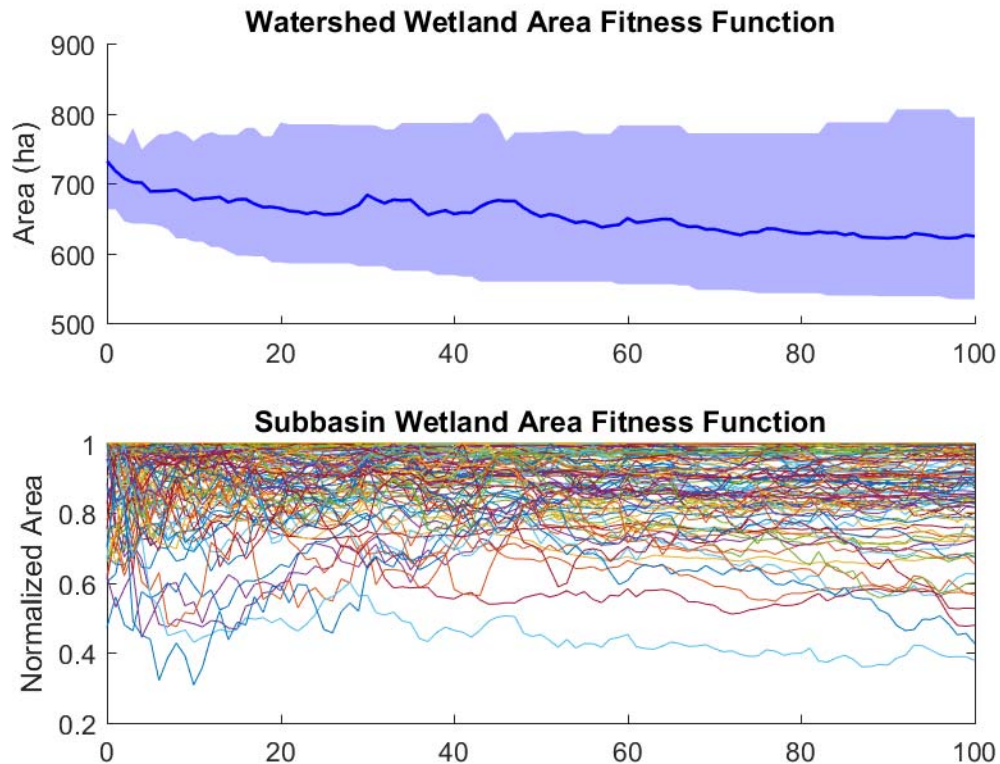 Watershed Wetland Area Fitness Function
900
800
700
600
500
Area (ha)
0 20 40 60 80 100
Subbasin Wetland Area Fitness Function
1
0.8
0.6
0.4
0.2
Normalized Area
0 20 40 60 80 100